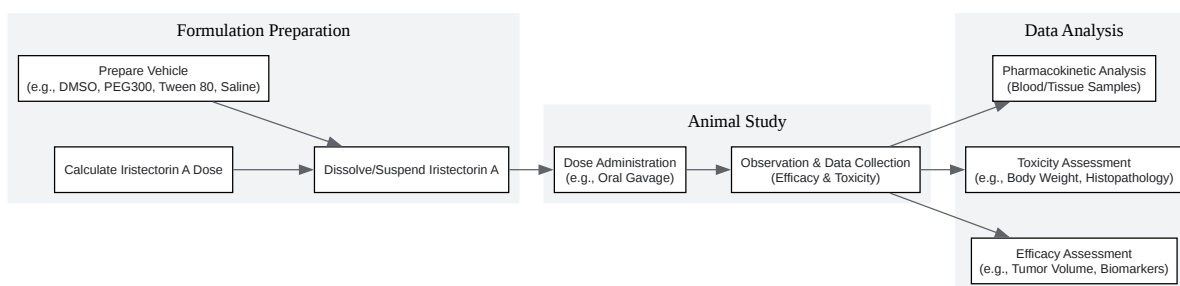 Formulation Preparation
Prepare Vehicle
(e.g., DMSO, PEG300, Tween 80, Saline)
Calculate Iristectorin A Dose
Dissolve/Suspend Iristectorin A
Animal Study
Dose Administration
(e.g., Oral Gavage)
Observation & Data Collection
(Efficacy & Toxicity)
Data Analysis
Pharmacokinetic Analysis
(Blood/Tissue Samples)
Toxicity Assessment
(e.g., Body Weight, Histopathology)
Efficacy Assessment
(e.g., Tumor Volume, Biomarkers)